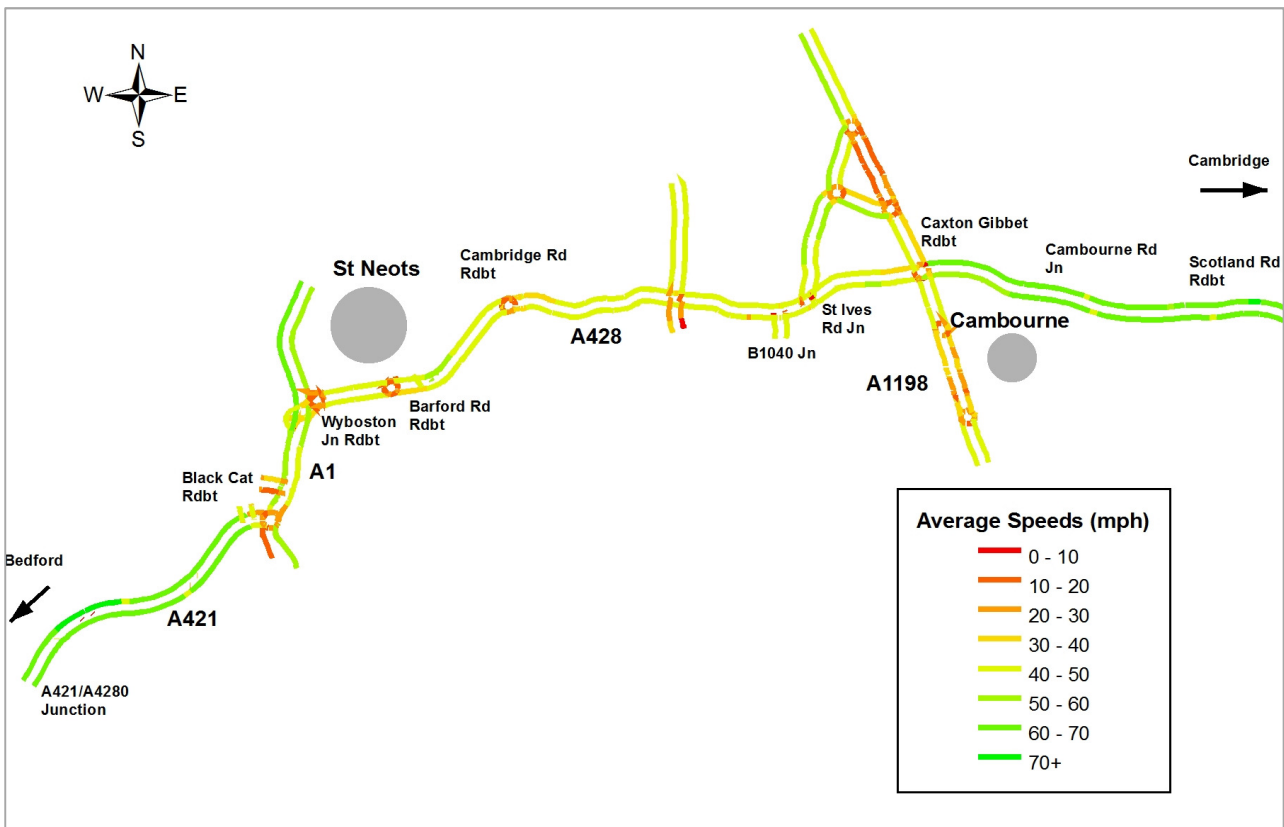 N
W
E
S
Cambridge
St Neots
Cambridge Rd
Rdbt
Caxton Gibbet
Rdbt
Cambourne Rd
Jn
Scotland Rd
Rdbt
A428
St Ives
Rd Jn
Cambourne
B1040 Jn
A1198
Barford Rd
Rdbt
Wyboston
Jn Rdbt
A1
Black Cat
Rdbt
Bedford
A421
A421/A4280
Junction
Average Speeds (mph)
0 - 10
10 - 20
20 - 30
30 - 40
40 - 50
50 - 60
60 - 70
70+